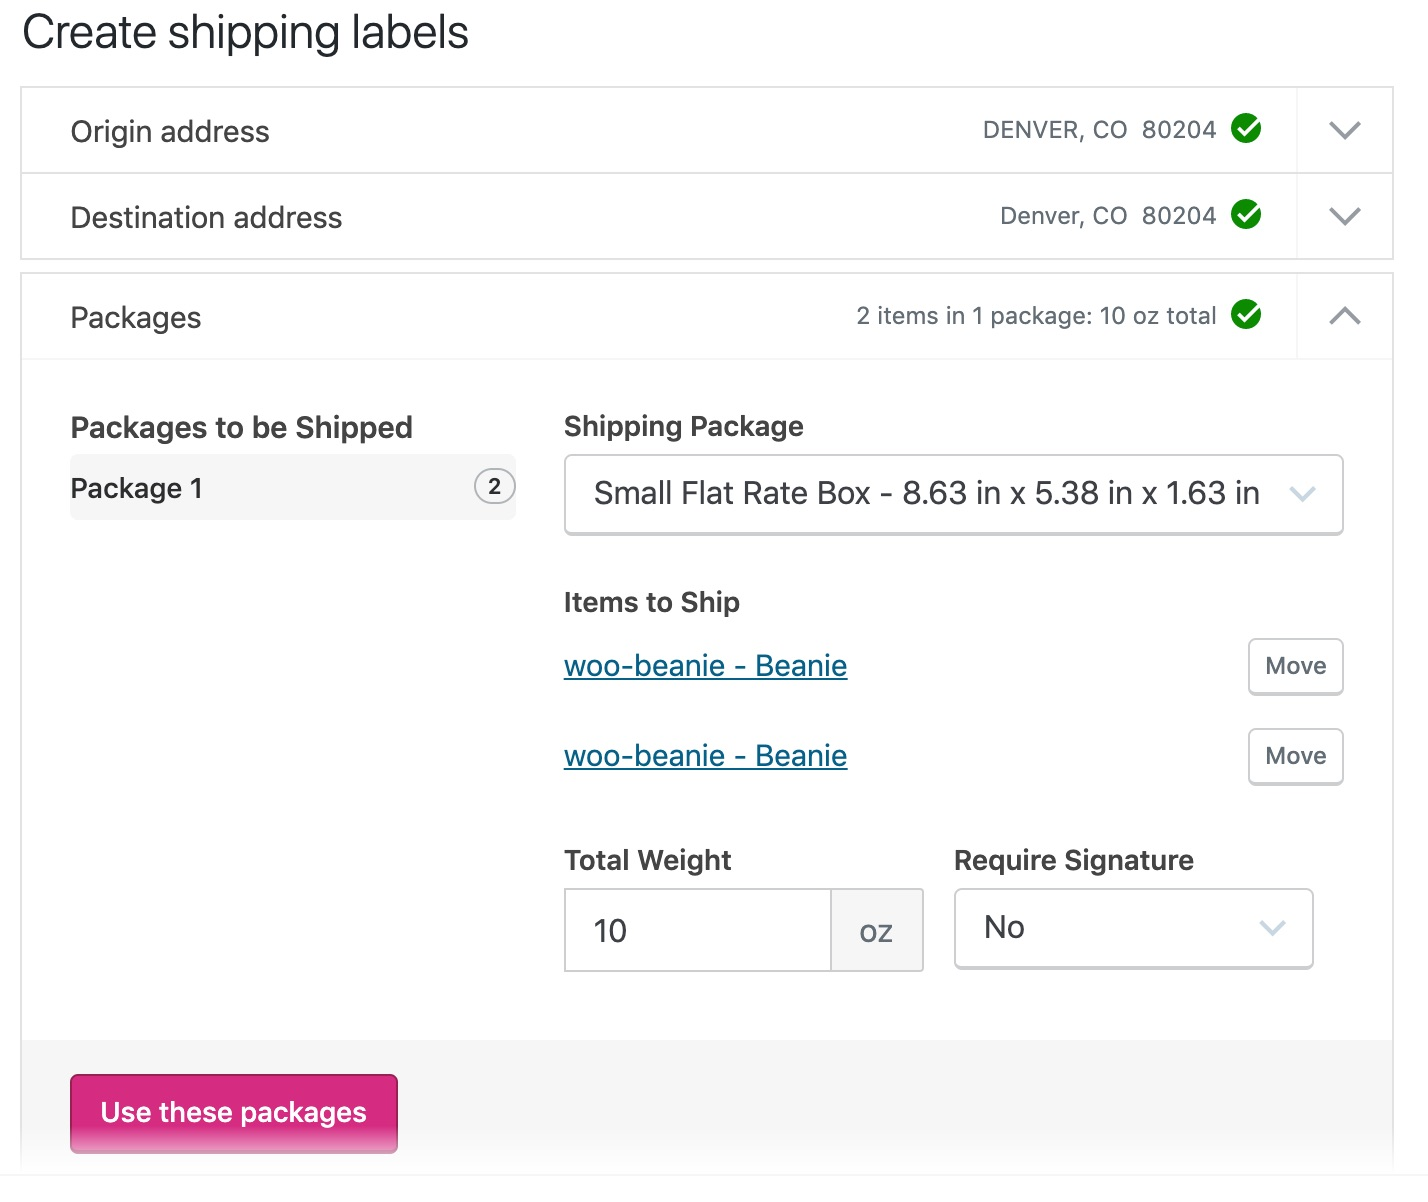 Create shipping labels
Origin address DENVER, CO 80204
Destination address Denver, CO 80204
Packages 2 items in 1 package: 10 oz total
Packages to be Shipped
Package 1 2
Shipping Package
Small Flat Rate Box - 8.63 in x 5.38 in x 1.63 in
Items to Ship
woo-beanie - Beanie Move
woo-beanie - Beanie Move
Total Weight Require Signature
10 oz No
Use these packages